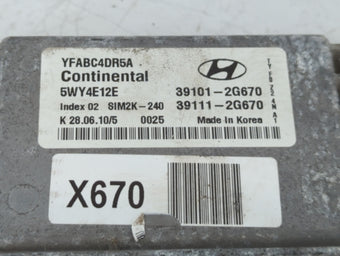 YFABC4DR5A
Continental
5WY4E12E 39101-2G670
Index 02 SIM2K-240 39111-2G670
K 28.06.10/5 0025 Made in Korea
X670